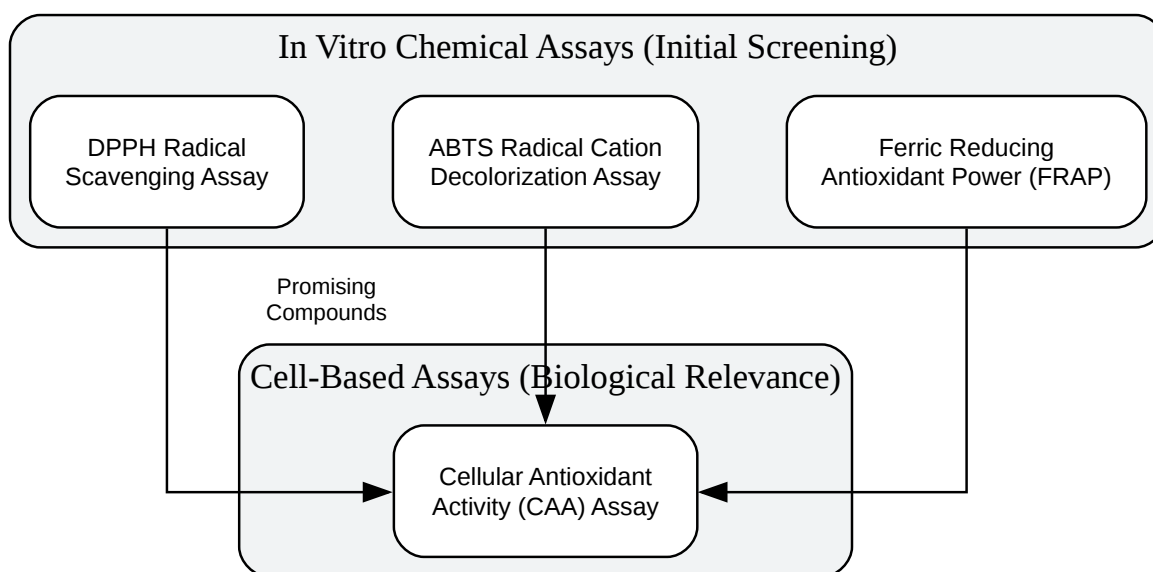 In Vitro Chemical Assays (Initial Screening)
DPPH Radical
Scavenging Assay
ABTS Radical Cation
Decolorization Assay
Ferric Reducing
Antioxidant Power (FRAP)
Promising
Compounds
Cell-Based Assays (Biological Relevance)
Cellular Antioxidant
Activity (CAA) Assay